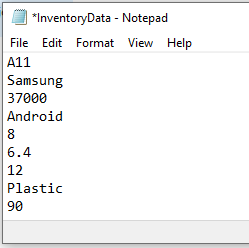 *InventoryData - Notepad
File Edit Format View Help
A11
Samsung
37000
Android
8
6.4
12
Plastic
90